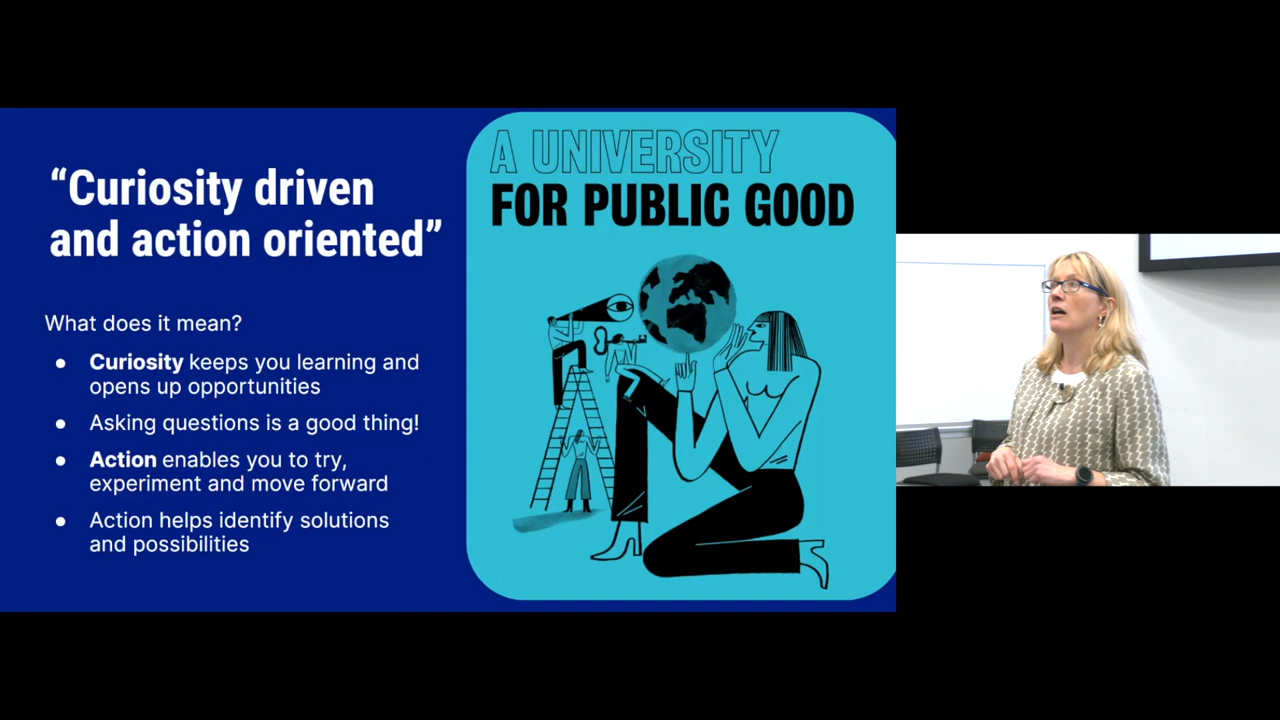 “Curiosity driven
and action oriented”
What does it mean?
● Curiosity keeps you learning and
opens up opportunities
● Asking questions is a good thing!
● Action enables you to try,
experiment and move forward
● Action helps identify solutions
and possibilities
A UNIVERSITY
FOR PUBLIC GOOD